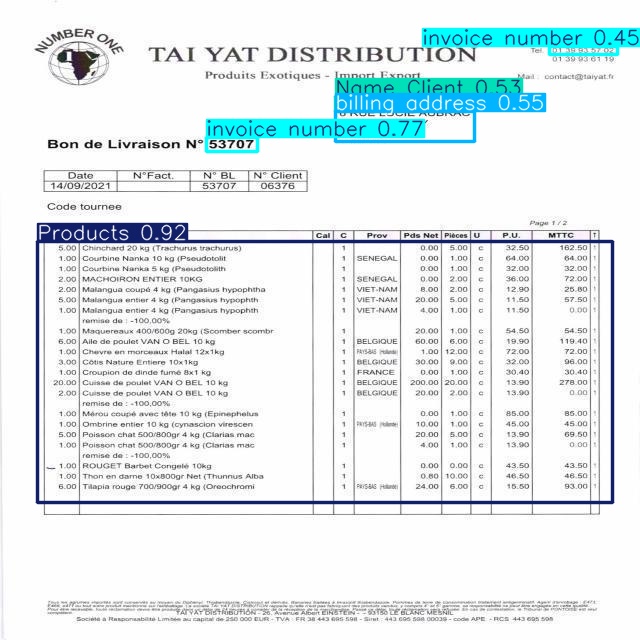 NUMBER ONE
invoice number 0.45
TAI YAT DISTRIBUTION
Tel. 01 39 93 57 02
01 39 93 61 19
Produits Exotiques - Import Export
Mail : contact@taiyat.fr
Name Client 0.53
billing address 0.55
8 RUE LUCIE AUBRAC
invoice number 0.77
Bon de Livraison N° 53707
Date N°Fact. N° BL N° Client
14/09/2021 53707 06376
Code tournee
Page 1 / 2
Products 0.92
Cal C Prov Pds Net Pièces U P.U. MTTC T
5.00 Chinchard 20 kg (Trachurus trachurus) 1 0.00 5.00 c 32.50 162.50 1
1.00 Courbine Nanka 10 kg (Pseudotolit 1 SENEGAL 0.00 1.00 c 64.00 64.00 1
1.00 Courbine Nanka 5 kg (Pseudotolith 1 0.00 1.00 c 32.00 32.00 1
2.00 MACHOIRON ENTIER 10KG 1 SENEGAL 0.00 2.00 c 36.00 72.00 1
2.00 Malangua coupé 4 kg (Pangasius hypophtha 1 VIET-NAM 8.00 2.00 c 12.90 25.80 1
5.00 Malangua entier 4 kg (Pangasius hypophth 1 VIET-NAM 20.00 5.00 c 11.50 57.50 1
1.00 Malangua entier 4 kg (Pangasius hypophth 1 VIET-NAM 4.00 1.00 c 11.50 0.00 1
remise de : -100,00%
1.00 Maquereaux 400/600g 20kg (Scomber scombr 1 20.00 1.00 c 54.50 54.50 1
6.00 Aile de poulet VAN O BEL 10 kg 1 BELGIQUE 60.00 6.00 c 19.90 119.40 1
1.00 Chevre en morceaux Halal 12x1kg 1 PAYS-BAS (Hollande) 1.00 12.00 c 72.00 72.00 1
3.00 Côtis Nature Entiere 10x1kg 1 BELGIQUE 30.00 9.00 c 32.00 96.00 1
1.00 Croupion de dinde fumé 8x1 kg 1 FRANCE 0.00 1.00 c 30.40 30.40 1
20.00 Cuisse de poulet VAN O BEL 10 kg 1 BELGIQUE 200.00 20.00 c 13.90 278.00 1
2.00 Cuisse de poulet VAN O BEL 10 kg 1 BELGIQUE 20.00 2.00 c 13.90 0.00 1
remise de : -100,00%
1.00 Mérou coupé avec tête 10 kg (Epinephelus 1 0.00 1.00 c 85.00 85.00 1
1.00 Ombrine entier 10 kg (cynascion virescen 1 PAYS-BAS (Hollande) 10.00 1.00 c 45.00 45.00 1
5.00 Poisson chat 500/800gr 4 kg (Clarias mac 1 20.00 5.00 c 13.90 69.50 1
1.00 Poisson chat 500/800gr 4 kg (Clarias mac 1 4.00 1.00 c 13.90 0.00 1
remise de : -100,00%
1.00 ROUGET Barbet Congelé 10kg 1 0.00 0.00 c 43.50 43.50 1
1.00 Thon en darne 10x800gr Net (Thunnus Alba 1 0.80 10.00 c 46.50 46.50 1
6.00 Tilapia rouge 700/900gr 4 kg (Oreochromi 1 PAYS-BAS (Hollande) 24.00 6.00 c 15.50 93.00 1
TAI YAT DISTRIBUTION - 26, Avenue Albert EINSTEIN - - 93150 LE BLANC MESNIL
Société à Responsabilité Limitée au capital de 250 000 EUR - TVA : FR 38 443 695 598 - Siret : 443 695 598 00039 - code APE - RCS 443 695 598